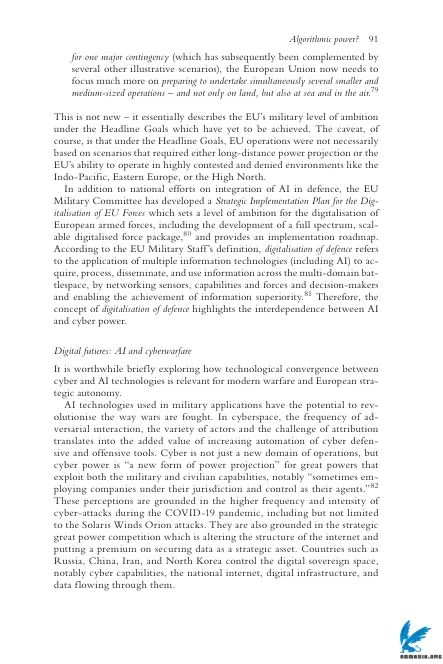 Algorithmic power? 91
for one major contingency (which has subsequently been complemented by
several other illustrative scenarios), the European Union now needs to
focus much more on preparing to undertake simultaneously several smaller and
medium-sized operations – and not only on land, but also at sea and in the air.79
This is not new – it essentially describes the EU's military level of ambition
under the Headline Goals which have yet to be achieved. The caveat, of
course, is that under the Headline Goals, EU operations were not necessarily
based on scenarios that required either long-distance power projection or the
EU's ability to operate in highly contested and denied environments like the
Indo-Pacific, Eastern Europe, or the High North.
In addition to national efforts on integration of AI in defence, the EU
Military Committee has developed a Strategic Implementation Plan for the Dig-
italisation of EU Forces which sets a level of ambition for the digitalisation of
European armed forces, including the development of a full spectrum, scal-
able digitalised force package,80 and provides an implementation roadmap.
According to the EU Military Staff's definition, digitalisation of defence refers
to the application of multiple information technologies (including AI) to ac-
quire, process, disseminate, and use information across the multi-domain bat-
tlespace, by networking sensors, capabilities and forces and decision-makers
and enabling the achievement of information superiority.81 Therefore, the
concept of digitalisation of defence highlights the interdependence between AI
and cyber power.
Digital futures: AI and cyberwarfare
It is worthwhile briefly exploring how technological convergence between
cyber and AI technologies is relevant for modern warfare and European stra-
tegic autonomy.
AI technologies used in military applications have the potential to rev-
olutionise the way wars are fought. In cyberspace, the frequency of ad-
versarial interaction, the variety of actors and the challenge of attribution
translates into the added value of increasing automation of cyber defen-
sive and offensive tools. Cyber is not just a new domain of operations, but
cyber power is "a new form of power projection" for great powers that
exploit both the military and civilian capabilities, notably "sometimes em-
ploying companies under their jurisdiction and control as their agents."82
These perceptions are grounded in the higher frequency and intensity of
cyber-attacks during the COVID-19 pandemic, including but not limited
to the Solaris Winds Orion attacks. They are also grounded in the strategic
great power competition which is altering the structure of the internet and
putting a premium on securing data as a strategic asset. Countries such as
Russia, China, Iran, and North Korea control the digital sovereign space,
notably cyber capabilities, the national internet, digital infrastructure, and
data flowing through them.